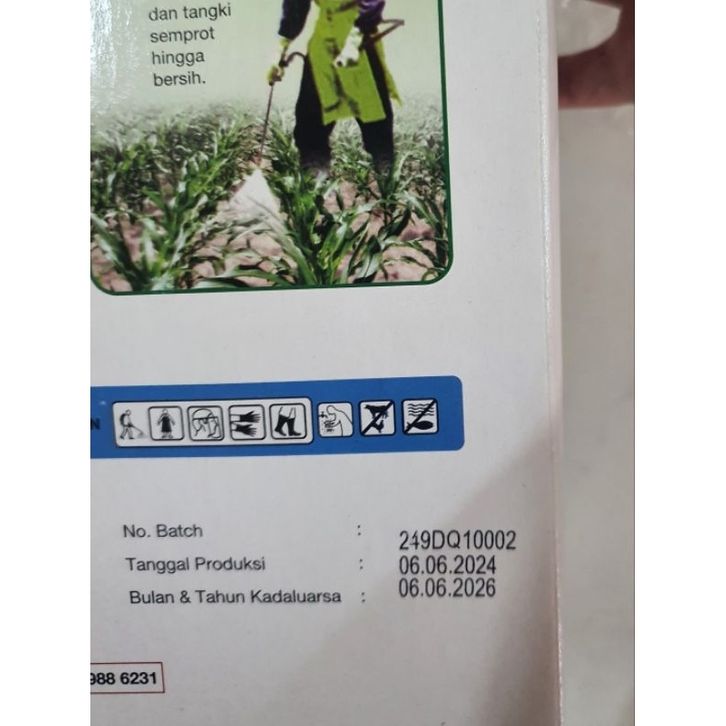 dan tangki
semprot
hingga
bersih.
N
No. Batch : 249DQ10002
Tanggal Produksi : 06.06.2024
Bulan & Tahun Kadaluarsa : 06.06.2026
988 6231